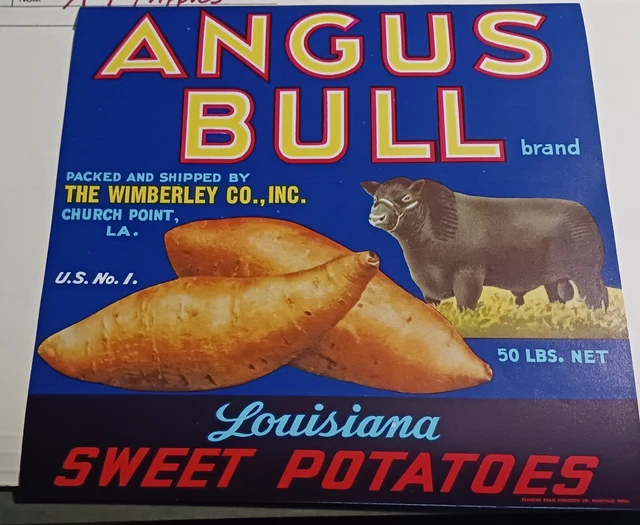 ANGUS
BULL brand
PACKED AND SHIPPED BY
THE WIMBERLEY CO., INC.
CHURCH POINT,
LA.
U.S. No. 1.
50 LBS. NET
Louisiana
SWEET POTATOES